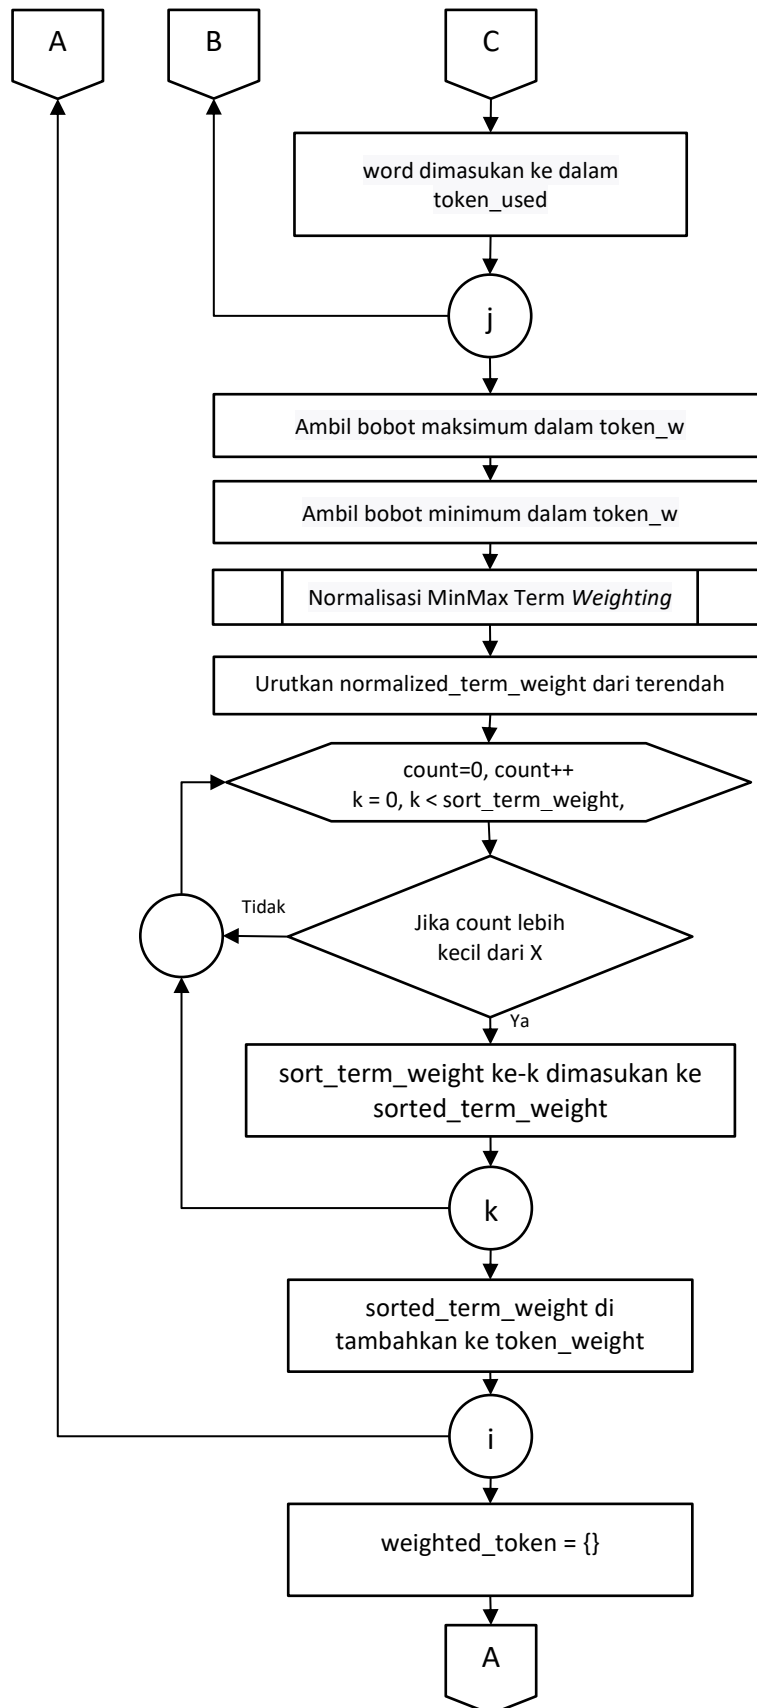 A
B
C
word dimasukan ke dalam
token_used
j
Ambil bobot maksimum dalam token_w
Ambil bobot minimum dalam token_w
Normalisasi MinMax Term Weighting
Urutkan normalized_term_weight dari terendah
count=0, count++
k = 0, k < sort_term_weight,
Tidak
Jika count lebih
kecil dari X
Ya
sort_term_weight ke-k dimasukan ke
sorted_term_weight
k
sorted_term_weight di
tambahkan ke token_weight
i
weighted_token = {}
A